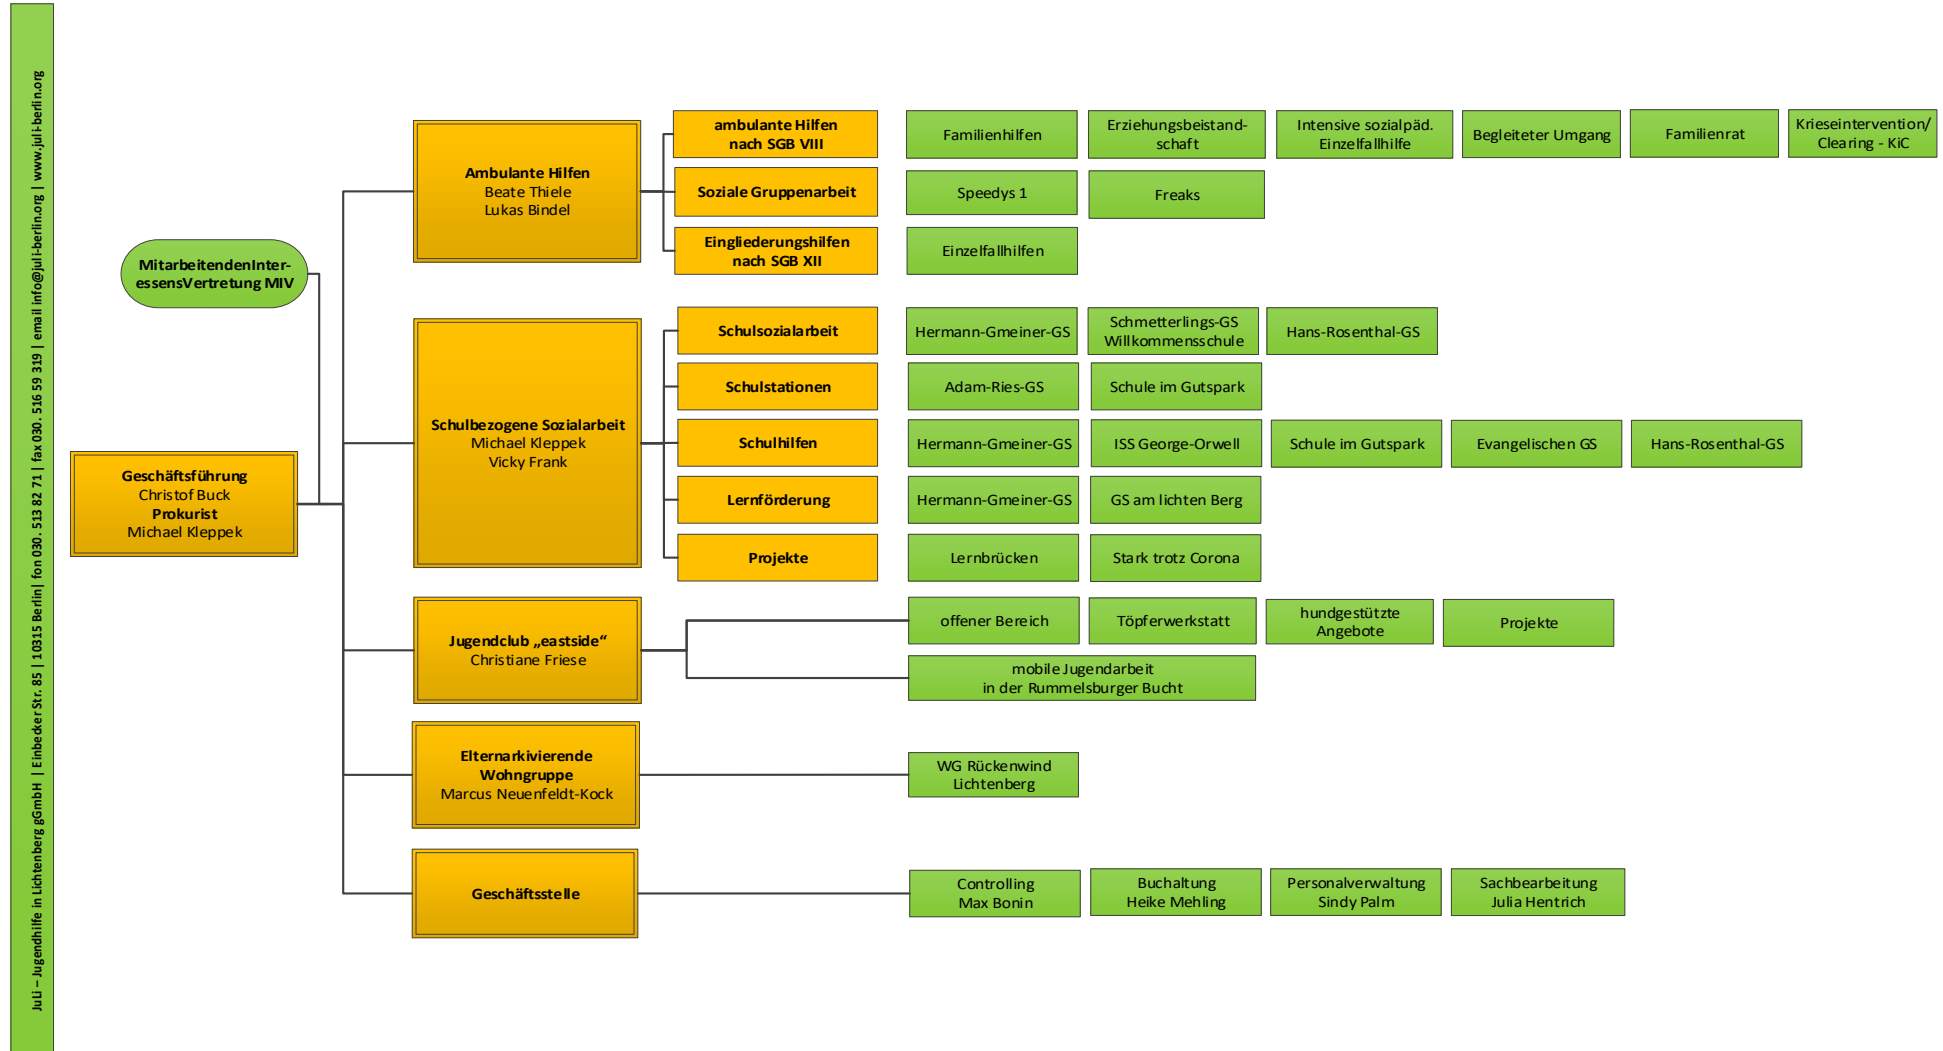 JuLi – Jugendhilfe in Lichtenberg gGmbH | Einbecker Str. 85 | 10315 Berlin| fon 030. 513 82 71 | fax 030. 516 59 319 | email info@juli-berlin.org | www.juli-berlin.org
MitarbeitendenInter-
essensVertretung MIV
Geschäftsführung
Christof Buck
Prokurist
Michael Kleppek
Ambulante Hilfen
Beate Thiele
Lukas Bindel
ambulante Hilfen
nach SGB VIII
Familienhilfen
Erziehungsbeistand-
schaft
Intensive sozialpäd.
Einzelfallhilfe
Begleiteter Umgang
Familienrat
Krieseintervention/
Clearing - KiC
Soziale Gruppenarbeit
Speedys 1
Freaks
Eingliederungshilfen
nach SGB XII
Einzelfallhilfen
Schulbezogene Sozialarbeit
Michael Kleppek
Vicky Frank
Schulsozialarbeit
Hermann-Gmeiner-GS
Schmetterlings-GS
Willkommensschule
Hans-Rosenthal-GS
Schulstationen
Adam-Ries-GS
Schule im Gutspark
Schulhilfen
Hermann-Gmeiner-GS
ISS George-Orwell
Schule im Gutspark
Evangelischen GS
Hans-Rosenthal-GS
Lernförderung
Hermann-Gmeiner-GS
GS am lichten Berg
Projekte
Lernbrücken
Stark trotz Corona
Jugendclub „eastside“
Christiane Friese
offener Bereich
Töpferwerkstatt
hundgestützte
Angebote
Projekte
mobile Jugendarbeit
in der Rummelsburger Bucht
Elternarkivierende
Wohngruppe
Marcus Neuenfeldt-Kock
WG Rückenwind
Lichtenberg
Geschäftsstelle
Controlling
Max Bonin
Buchaltung
Heike Mehling
Personalverwaltung
Sindy Palm
Sachbearbeitung
Julia Hentrich